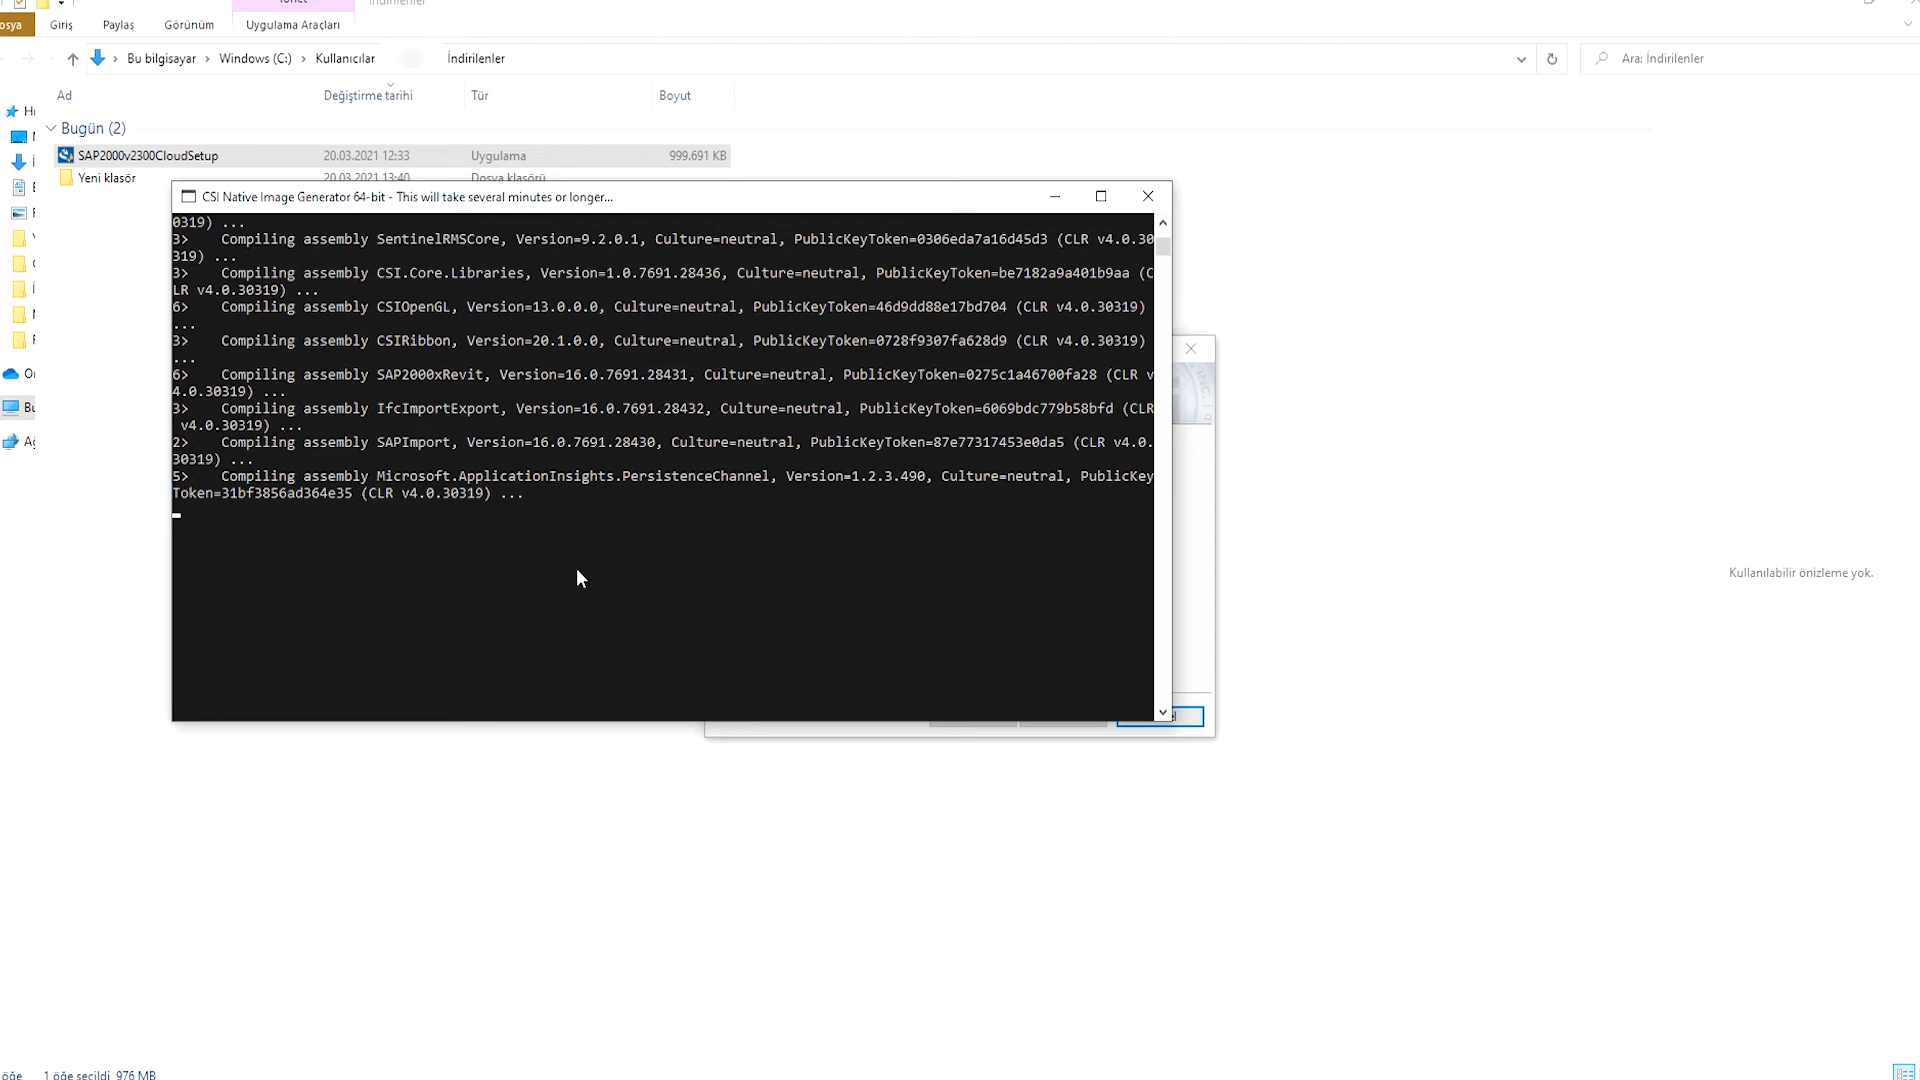 İndirilenler
osya Giriş Paylaş Görünüm Uygulama Araçları
Bu bilgisayar Windows (C:) Kullanıcılar İndirilenler
Ara: İndirilenler
Ad Değiştirme tarihi Tür Boyut
Bugün (2)
SAP2000v2300CloudSetup 20.03.2021 12:33 Uygulama 999.691 KB
Yeni klasör 20.03.2021 13:40 Dosya klasörü
CSI Native Image Generator 64-bit - This will take several minutes or longer...
0319) ...
3>    Compiling assembly SentinelRMSCore, Version=9.2.0.1, Culture=neutral, PublicKeyToken=0306eda7a16d45d3 (CLR v4.0.30
319) ...
3>    Compiling assembly CSI.Core.Libraries, Version=1.0.7691.28436, Culture=neutral, PublicKeyToken=be7182a9a401b9aa (C
LR v4.0.30319) ...
6>    Compiling assembly CSIOpenGL, Version=13.0.0.0, Culture=neutral, PublicKeyToken=46d9dd88e17bd704 (CLR v4.0.30319)
...
3>    Compiling assembly CSIRibbon, Version=20.1.0.0, Culture=neutral, PublicKeyToken=0728f9307fa628d9 (CLR v4.0.30319)
...
6>    Compiling assembly SAP2000xRevit, Version=16.0.7691.28431, Culture=neutral, PublicKeyToken=0275c1a46700fa28 (CLR v
4.0.30319) ...
3>    Compiling assembly IfcImportExport, Version=16.0.7691.28432, Culture=neutral, PublicKeyToken=6069bdc779b58bfd (CLR
 v4.0.30319) ...
2>    Compiling assembly SAPImport, Version=16.0.7691.28430, Culture=neutral, PublicKeyToken=87e77317453e0da5 (CLR v4.0.
30319) ...
5>    Compiling assembly Microsoft.ApplicationInsights.PersistenceChannel, Version=1.2.3.490, Culture=neutral, PublicKey
Token=31bf3856ad364e35 (CLR v4.0.30319) ...
Kullanılabilir önizleme yok.
öğe 1 öğe seçildi 976 MB